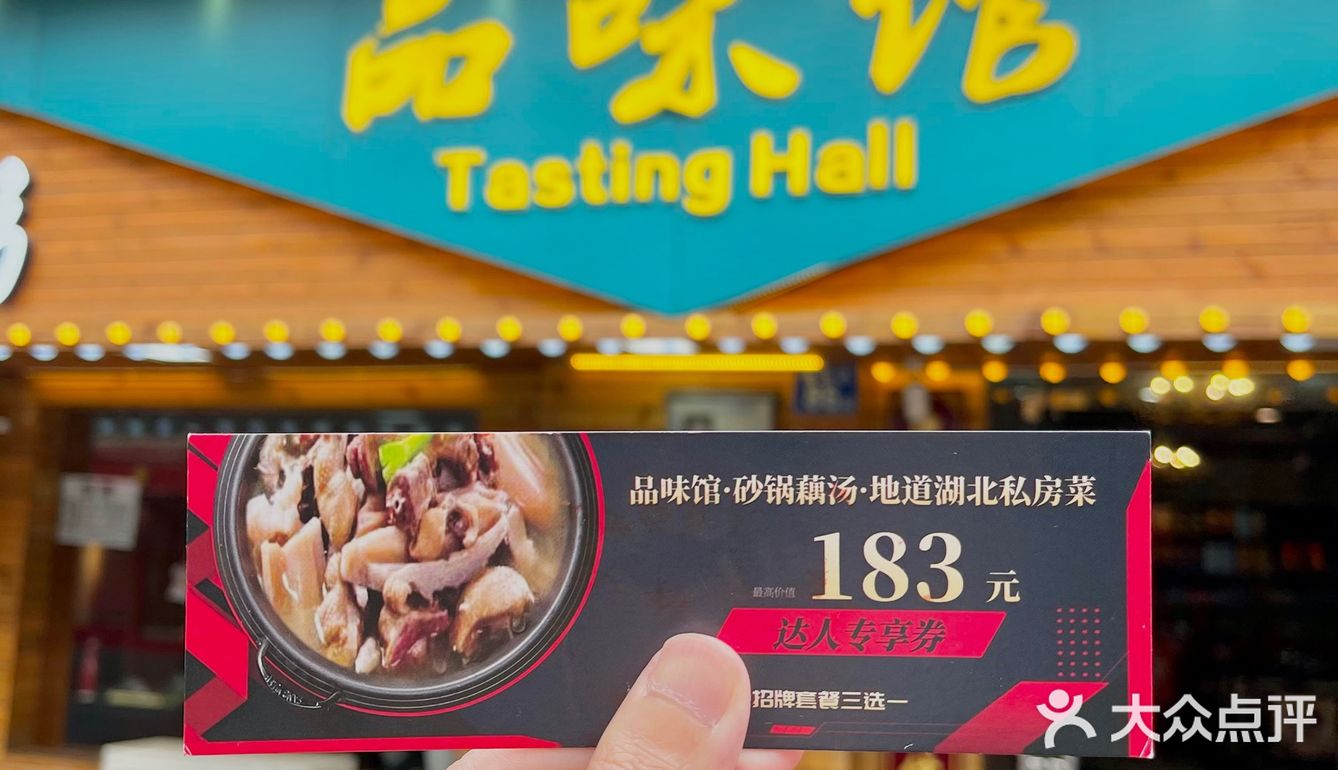 品味馆
Tasting Hall
品味馆·砂锅藕汤·地道湖北私房菜
最高价值 183 元
达人专享券
招牌套餐三选一
大众点评